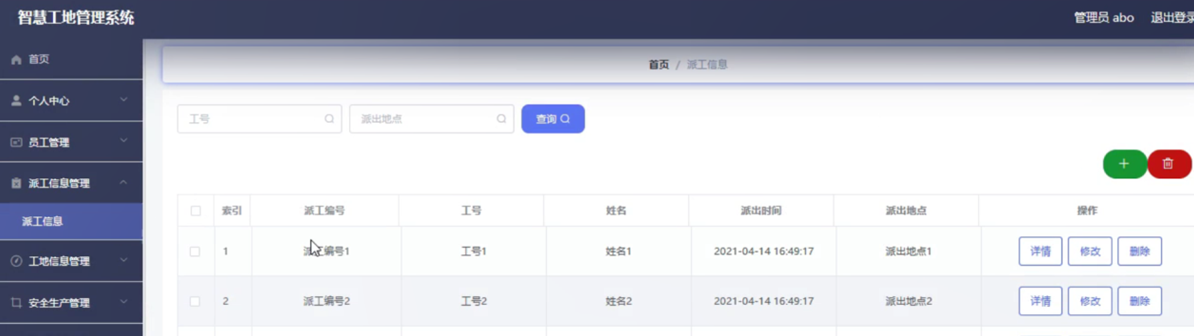 智慧工地管理系统
管理员 abo 退出登录
首页
个人中心
员工管理
派工信息管理
派工信息
工地信息管理
安全生产管理
首页 / 派工信息
工号 派出地点 查询
索引 派工编号 工号 姓名 派出时间 派出地点 操作
1 派工编号1 工号1 姓名1 2021-04-14 16:49:17 派出地点1 详情 修改 删除
2 派工编号2 工号2 姓名2 2021-04-14 16:49:17 派出地点2 详情 修改 删除